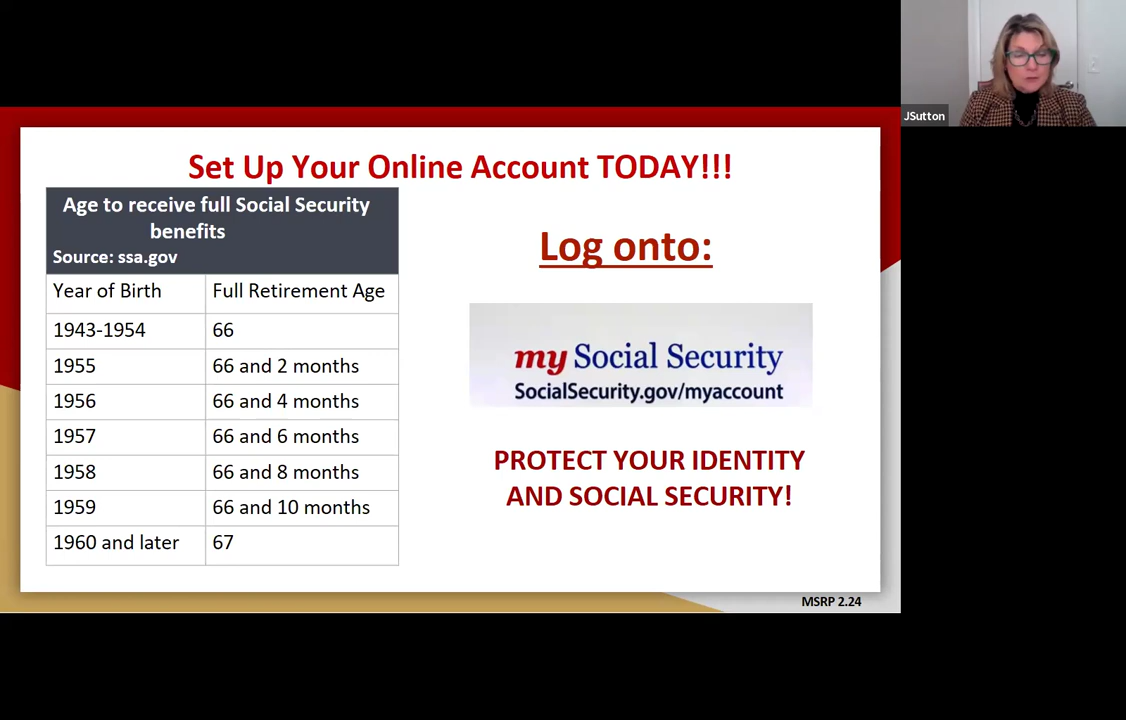 JSutton
Set Up Your Online Account TODAY!!!
Age to receive full Social Security
benefits
Source: ssa.gov
Year of Birth Full Retirement Age
1943-1954 66
1955 66 and 2 months
1956 66 and 4 months
1957 66 and 6 months
1958 66 and 8 months
1959 66 and 10 months
1960 and later 67
Log onto:
my Social Security
SocialSecurity.gov/myaccount
PROTECT YOUR IDENTITY
AND SOCIAL SECURITY!
MSRP 2.24